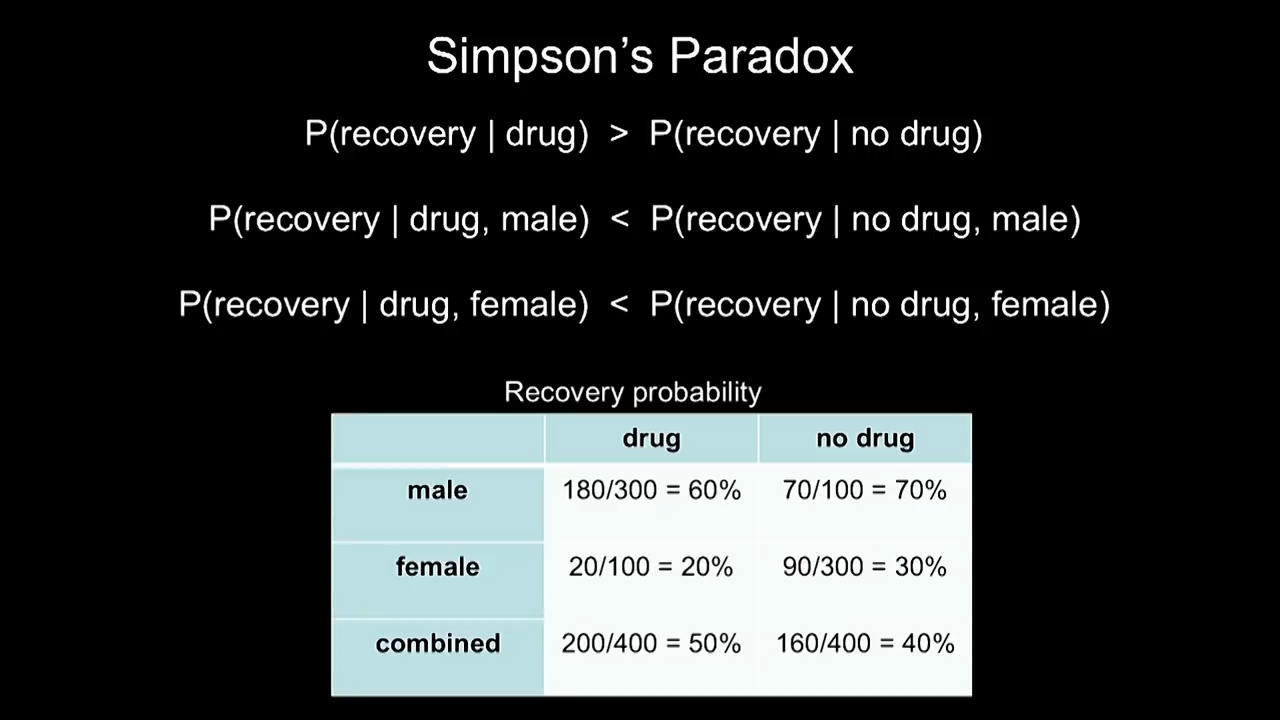 Simpson’s Paradox
P(recovery | drug) > P(recovery | no drug)
P(recovery | drug, male) < P(recovery | no drug, male)
P(recovery | drug, female) < P(recovery | no drug, female)
Recovery probability
drug no drug
male 180/300 = 60% 70/100 = 70%
female 20/100 = 20% 90/300 = 30%
combined 200/400 = 50% 160/400 = 40%